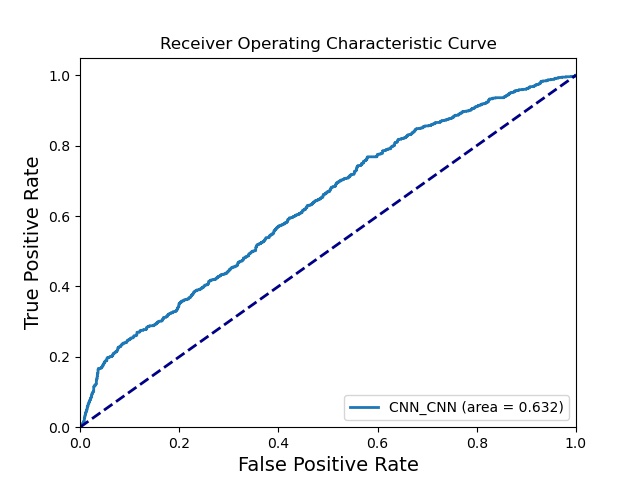 Receiver Operating Characteristic Curve
1.0
0.8
0.6
0.4
0.2
0.0
True Positive Rate
CNN_CNN (area = 0.632)
0.0 0.2 0.4 0.6 0.8 1.0
False Positive Rate